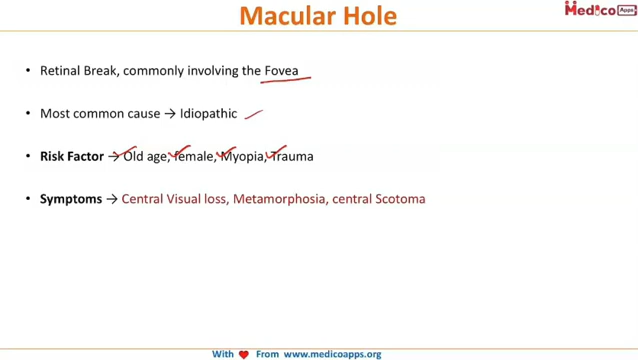 Macular Hole
Medico Apps
• Retinal Break, commonly involving the Fovea
• Most common cause → Idiopathic
• Risk Factor → Old age, female, Myopia, Trauma
• Symptoms → Central Visual loss, Metamorphosia, central Scotoma
With ♥ From www.medicoapps.org